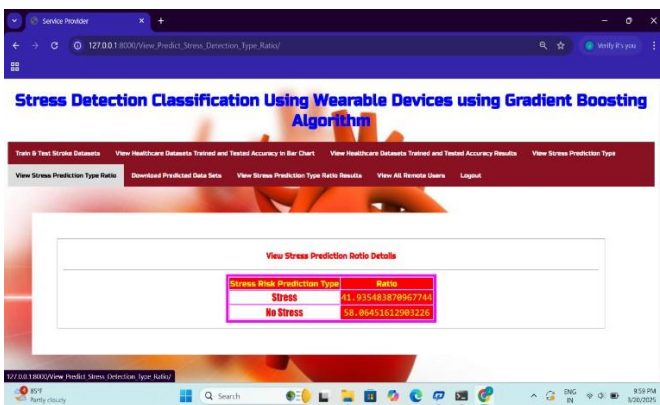 Service Provider
127.0.0.1:8000/View_Predict_Stress_Detection_Type_Ratio/
Verify it's you
Stress Detection Classification Using Wearable Devices using Gradient Boosting
Algorithm
Train & Test Stroke Datasets View Healthcare Datasets Trained and Tested Accuracy in Bar Chart View Healthcare Datasets Trained and Tested Accuracy Results View Stress Prediction Type
View Stress Prediction Type Ratio Download Predicted Data Sets View Stress Prediction Type Ratio Results View All Remote Users Logout
View Stress Prediction Ratio Details
Stress Risk Prediction Type Ratio
Stress 41.935483870967744
No Stress 58.06451612903226
127.0.0.1:8000/View_Predict_Stress_Detection_Type_Ratio/
85°F
Partly cloudy
Search
ENG
IN
9:59 PM
5/20/2025